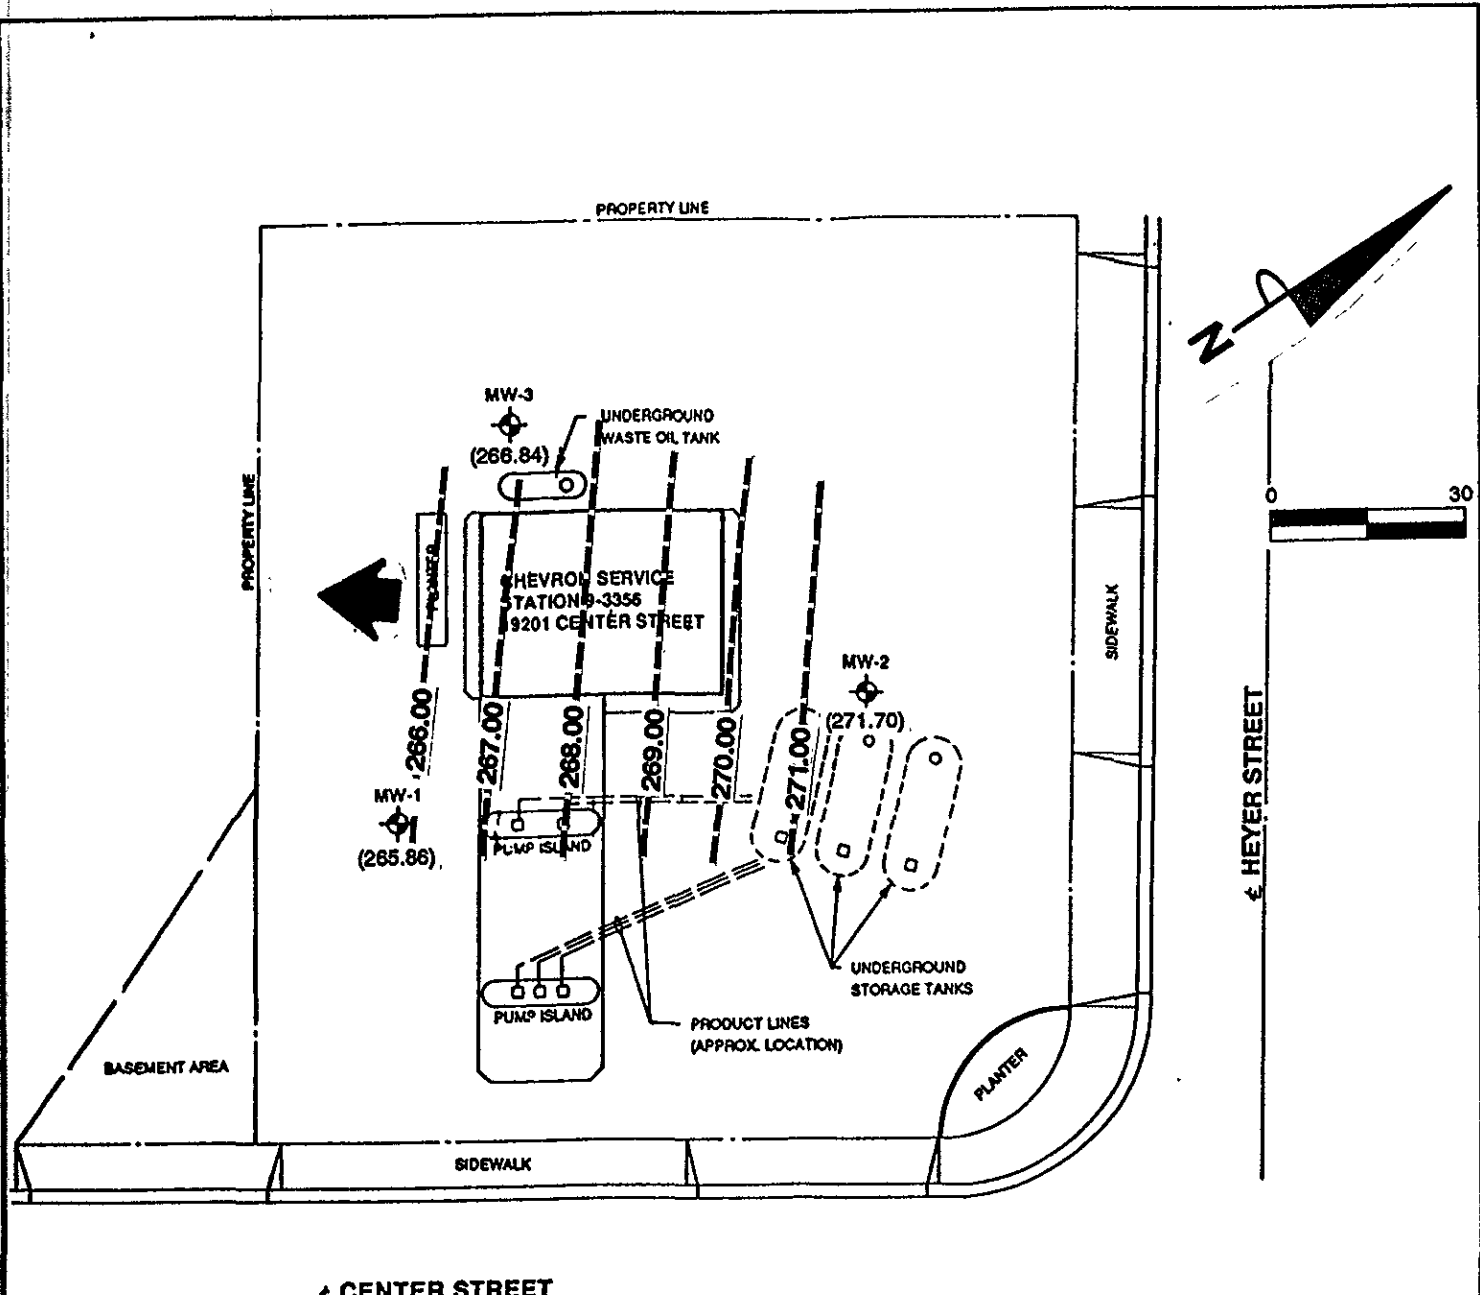 PROPERTY LINE
N
MW-3
UNDERGROUND
WASTE OIL TANK
(266.84)
PROPERTY LINE
0 30
PLANTER
CHEVRON SERVICE
STATION 9-3356
19201 CENTER STREET
SIDEWALK
MW-2
(271.70)
266.00
267.00
268.00
269.00
270.00
271.00
MW-1
(265.86)
PUMP ISLAND
℄ HEYER STREET
UNDERGROUND
STORAGE TANKS
PUMP ISLAND
PRODUCT LINES
(APPROX. LOCATION)
BASEMENT AREA
PLANTER
SIDEWALK
℄ CENTER STREET